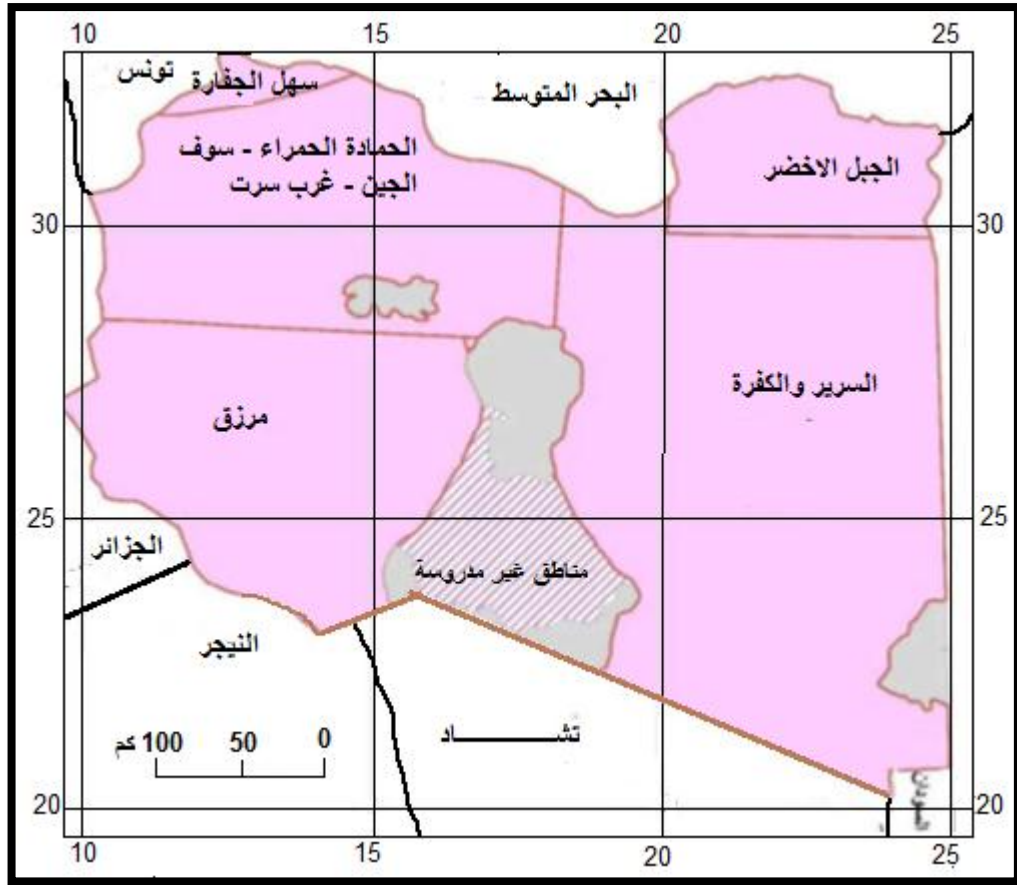 10 15 20 25
تونس
سهل الجفارة
البحر المتوسط
الحمادة الحمراء - سوف
الجين - غرب سرت
الجبل الاخضر
30 30
السرير والكفرة
مرزق
25 25
الجزائر
مناطق غير مدروسة
النيجر
تشـــــــــاد
0 50 100 كم
السودان
20 20
10 15 20 25